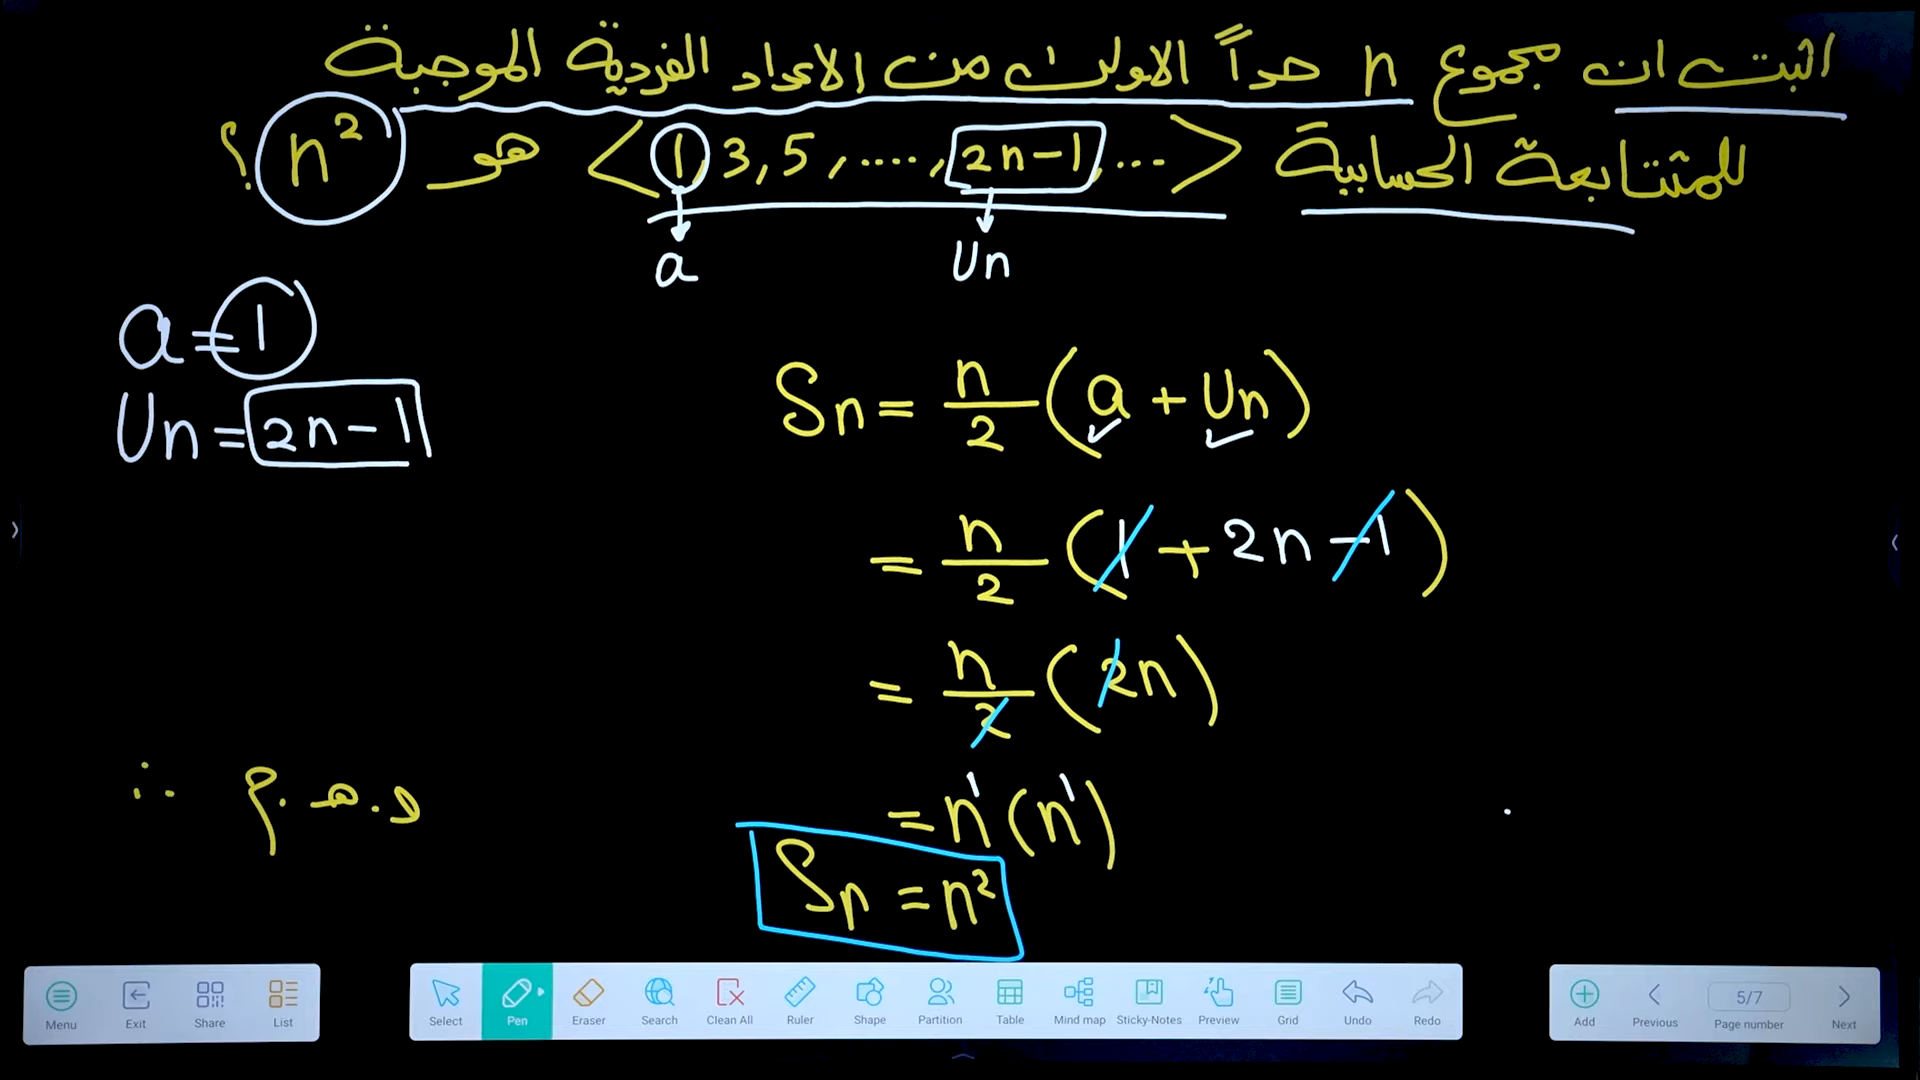 اثبت ان مجموع n حداً الاولى من الاعداد الفردية الموجبة
للمتتابعة الحسابية <1, 3, 5, ...., 2n-1, ...> هو n² ؟
a Un
a = 1
Un = 2n-1
Sn = n/2 (a + Un)
= n/2 (1 + 2n - 1)
= n/2 (2n)
= n¹(n¹)
Sn = n²
∴ و.هـ.م
Menu Exit Share List Select Pen Eraser Search Clean All Ruler Shape Partition Table Mind map Sticky-Notes Preview Grid Undo Redo Add Previous 5/7 Page number Next